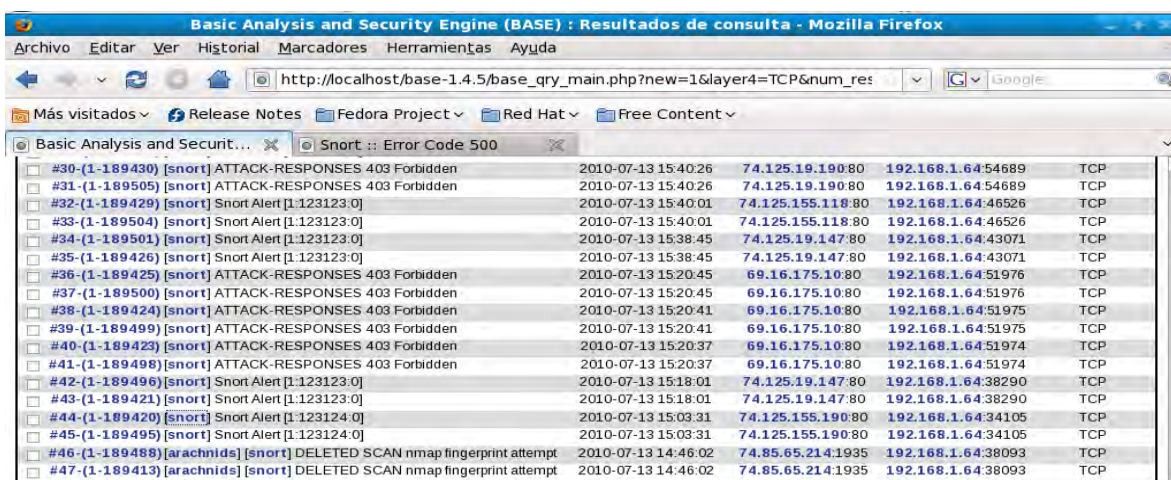 Basic Analysis and Security Engine (BASE) : Resultados de consulta - Mozilla Firefox
Archivo Editar Ver Historial Marcadores Herramientas Ayuda
http://localhost/base-1.4.5/base_qry_main.php?new=1&layer4=TCP&num_res G Google
Más visitados Release Notes Fedora Project Red Hat Free Content
Basic Analysis and Securit... Snort :: Error Code 500
#30-(1-189430) [snort] ATTACK-RESPONSES 403 Forbidden 2010-07-13 15:40:26 74.125.19.190:80 192.168.1.64:54689 TCP
#31-(1-189505) [snort] ATTACK-RESPONSES 403 Forbidden 2010-07-13 15:40:26 74.125.19.190:80 192.168.1.64:54689 TCP
#32-(1-189429) [snort] Snort Alert [1:123123:0] 2010-07-13 15:40:01 74.125.155.118:80 192.168.1.64:46526 TCP
#33-(1-189504) [snort] Snort Alert [1:123123:0] 2010-07-13 15:40:01 74.125.155.118:80 192.168.1.64:46526 TCP
#34-(1-189501) [snort] Snort Alert [1:123123:0] 2010-07-13 15:38:45 74.125.19.147:80 192.168.1.64:43071 TCP
#35-(1-189426) [snort] Snort Alert [1:123123:0] 2010-07-13 15:38:45 74.125.19.147:80 192.168.1.64:43071 TCP
#36-(1-189425) [snort] ATTACK-RESPONSES 403 Forbidden 2010-07-13 15:20:45 69.16.175.10:80 192.168.1.64:51976 TCP
#37-(1-189500) [snort] ATTACK-RESPONSES 403 Forbidden 2010-07-13 15:20:45 69.16.175.10:80 192.168.1.64:51976 TCP
#38-(1-189424) [snort] ATTACK-RESPONSES 403 Forbidden 2010-07-13 15:20:41 69.16.175.10:80 192.168.1.64:51975 TCP
#39-(1-189499) [snort] ATTACK-RESPONSES 403 Forbidden 2010-07-13 15:20:41 69.16.175.10:80 192.168.1.64:51975 TCP
#40-(1-189423) [snort] ATTACK-RESPONSES 403 Forbidden 2010-07-13 15:20:37 69.16.175.10:80 192.168.1.64:51974 TCP
#41-(1-189498) [snort] ATTACK-RESPONSES 403 Forbidden 2010-07-13 15:20:37 69.16.175.10:80 192.168.1.64:51974 TCP
#42-(1-189496) [snort] Snort Alert [1:123123:0] 2010-07-13 15:18:01 74.125.19.147:80 192.168.1.64:38290 TCP
#43-(1-189421) [snort] Snort Alert [1:123123:0] 2010-07-13 15:18:01 74.125.19.147:80 192.168.1.64:38290 TCP
#44-(1-189420) [snort] Snort Alert [1:123124:0] 2010-07-13 15:03:31 74.125.155.190:80 192.168.1.64:34105 TCP
#45-(1-189495) [snort] Snort Alert [1:123124:0] 2010-07-13 15:03:31 74.125.155.190:80 192.168.1.64:34105 TCP
#46-(1-189488) [arachnids] [snort] DELETED SCAN nmap fingerprint attempt 2010-07-13 14:46:02 74.85.65.214:1935 192.168.1.64:38093 TCP
#47-(1-189413) [arachnids] [snort] DELETED SCAN nmap fingerprint attempt 2010-07-13 14:46:02 74.85.65.214:1935 192.168.1.64:38093 TCP